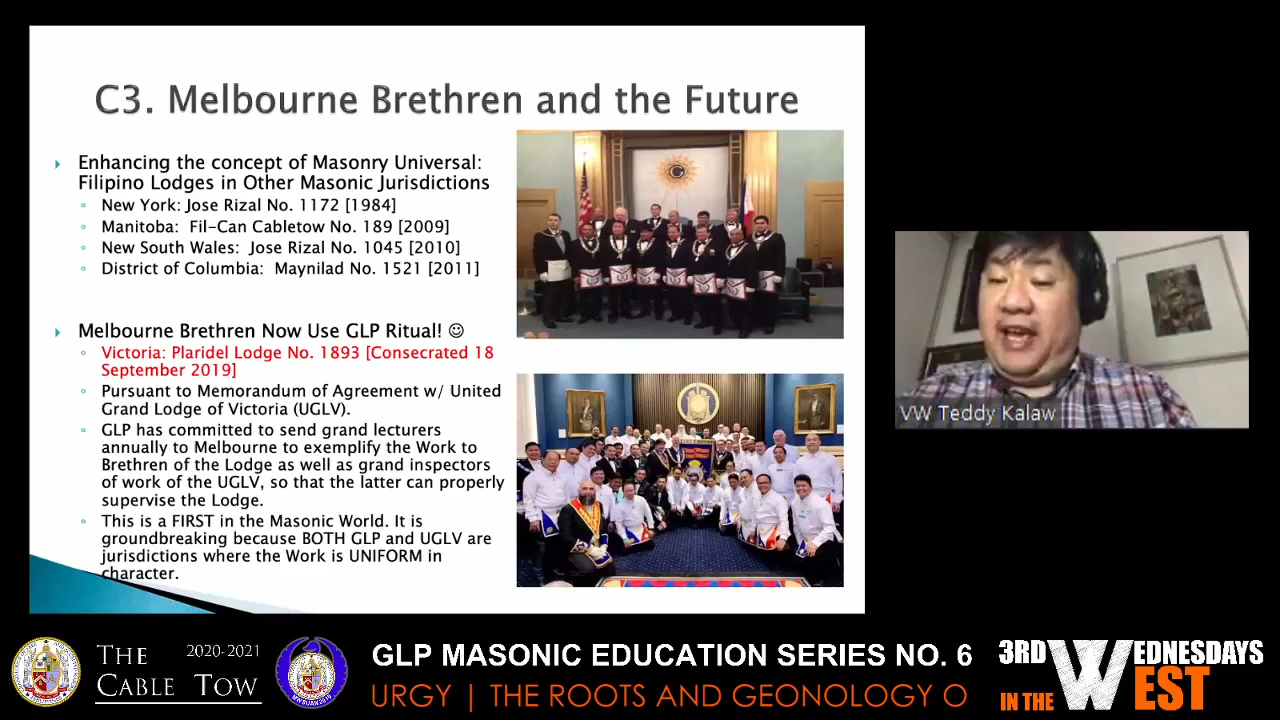 C3. Melbourne Brethren and the Future
Enhancing the concept of Masonry Universal:
Filipino Lodges in Other Masonic Jurisdictions
New York: Jose Rizal No. 1172 [1984]
Manitoba: Fil-Can Cabletow No. 189 [2009]
New South Wales: Jose Rizal No. 1045 [2010]
District of Columbia: Maynilad No. 1521 [2011]
Melbourne Brethren Now Use GLP Ritual! ☺
Victoria: Plaridel Lodge No. 1893 [Consecrated 18
September 2019]
Pursuant to Memorandum of Agreement w/ United
Grand Lodge of Victoria (UGLV).
GLP has committed to send grand lecturers
annually to Melbourne to exemplify the Work to
Brethren of the Lodge as well as grand inspectors
of work of the UGLV, so that the latter can properly
supervise the Lodge.
This is a FIRST in the Masonic World. It is
groundbreaking because BOTH GLP and UGLV are
jurisdictions where the Work is UNIFORM in
character.
VW Teddy Kalaw
THE 2020-2021
CABLE TOW
GLP MASONIC EDUCATION SERIES NO. 6
URGY | THE ROOTS AND GEONOLOGY O
3RD WEDNESDAYS
IN THE WEST